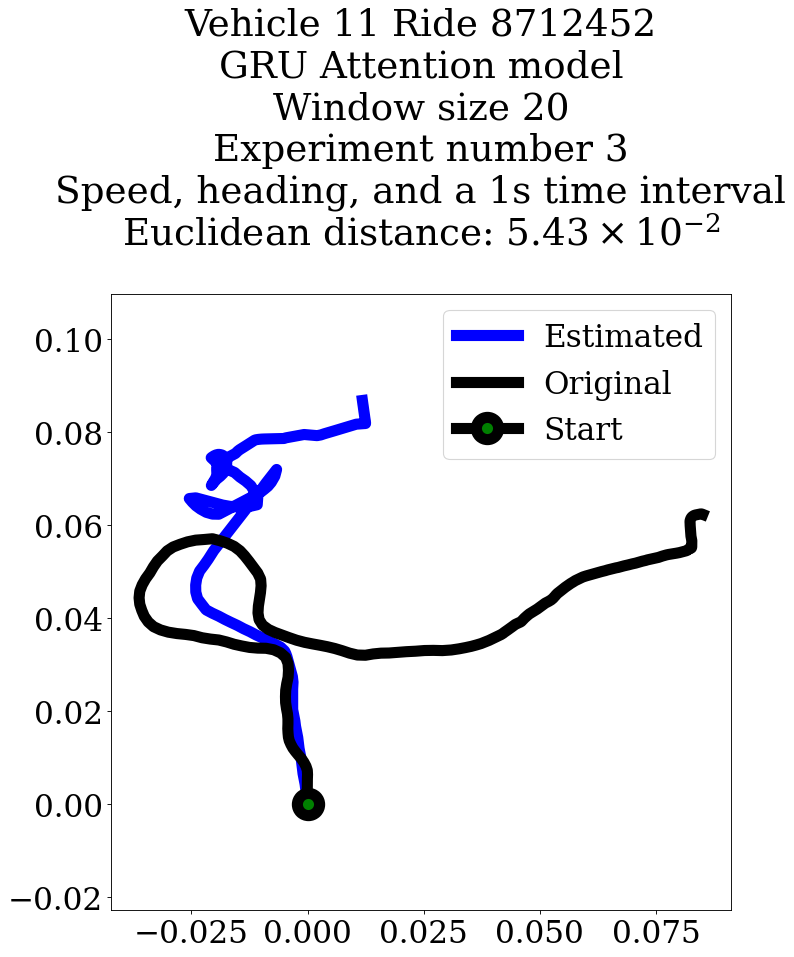 Vehicle 11 Ride 8712452
GRU Attention model
Window size 20
Experiment number 3
Speed, heading, and a 1s time interval
Euclidean distance: 5.43 × 10⁻²
Estimated
Original
Start
0.10
0.08
0.06
0.04
0.02
0.00
−0.02
−0.025 0.000 0.025 0.050 0.075